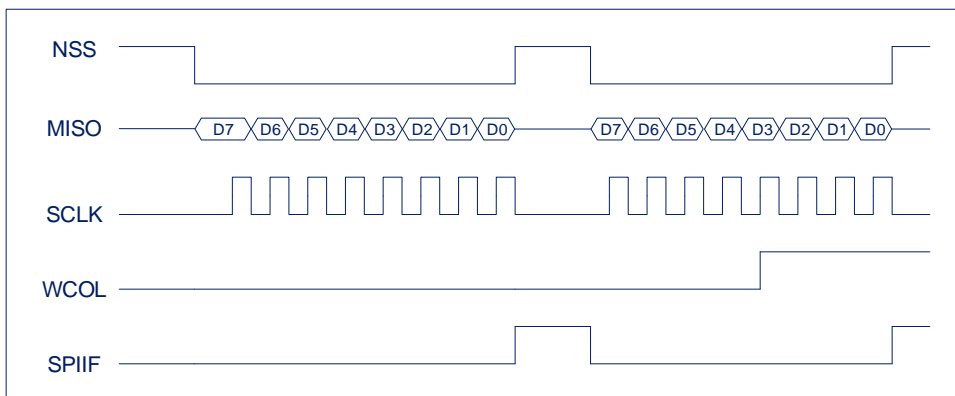 NSS
MISO D7 D6 D5 D4 D3 D2 D1 D0 D7 D6 D5 D4 D3 D2 D1 D0
SCLK
WCOL
SPIIF